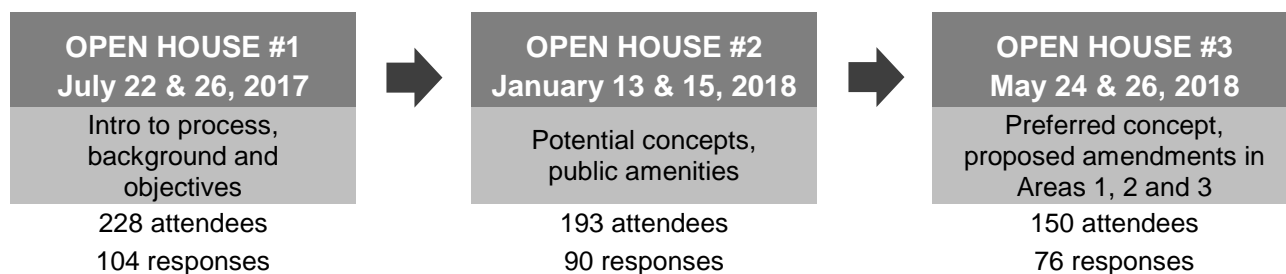 OPEN HOUSE #1
July 22 & 26, 2017
Intro to process,
background and
objectives
228 attendees
104 responses
OPEN HOUSE #2
January 13 & 15, 2018
Potential concepts,
public amenities
193 attendees
90 responses
OPEN HOUSE #3
May 24 & 26, 2018
Preferred concept,
proposed amendments in
Areas 1, 2 and 3
150 attendees
76 responses